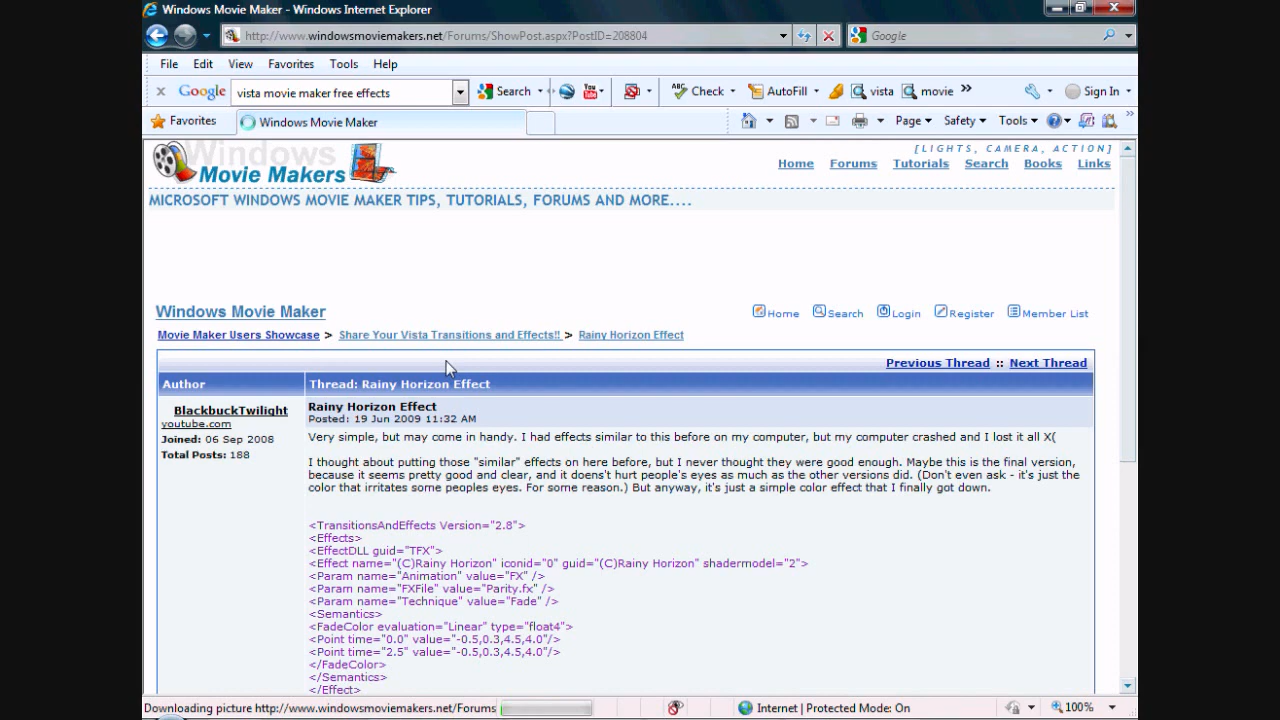 Windows Movie Maker - Windows Internet Explorer
http://www.windowsmoviemakers.net/Forums/ShowPost.aspx?PostID=208804
Google
File Edit View Favorites Tools Help
x Google vista movie maker free effects Search Check AutoFill vista movie » Sign In
Favorites Windows Movie Maker Page Safety Tools »
[LIGHTS, CAMERA, ACTION]
Windows
Movie Makers
Home Forums Tutorials Search Books Links
MICROSOFT WINDOWS MOVIE MAKER TIPS, TUTORIALS, FORUMS AND MORE....
Windows Movie Maker
Home Search Login Register Member List
Movie Maker Users Showcase > Share Your Vista Transitions and Effects!! > Rainy Horizon Effect
Previous Thread :: Next Thread
Author Thread: Rainy Horizon Effect
BlackbuckTwilight
youtube.com
Joined: 06 Sep 2008
Total Posts: 188
Rainy Horizon Effect
Posted: 19 Jun 2009 11:32 AM
Very simple, but may come in handy. I had effects similar to this before on my computer, but my computer crashed and I lost it all X(
I thought about putting those "similar" effects on here before, but I never thought they were good enough. Maybe this is the final version,
because it seems pretty good and clear, and it doens't hurt people's eyes as much as the other versions did. (Don't even ask - it's just the
color that irritates some peoples eyes. For some reason.) But anyway, it's just a simple color effect that I finally got down.
<TransitionsAndEffects Version="2.8">
<Effects>
<EffectDLL guid="TFX">
<Effect name="(C)Rainy Horizon" iconid="0" guid="(C)Rainy Horizon" shadermodel="2">
<Param name="Animation" value="FX" />
<Param name="FXFile" value="Parity.fx" />
<Param name="Technique" value="Fade" />
<Semantics>
<FadeColor evaluation="Linear" type="float4">
<Point time="0.0" value="-0.5,0.3,4.5,4.0"/>
<Point time="2.5" value="-0.5,0.3,4.5,4.0"/>
</FadeColor>
</Semantics>
</Effect>
Downloading picture http://www.windowsmoviemakers.net/Forums Internet | Protected Mode: On 100%